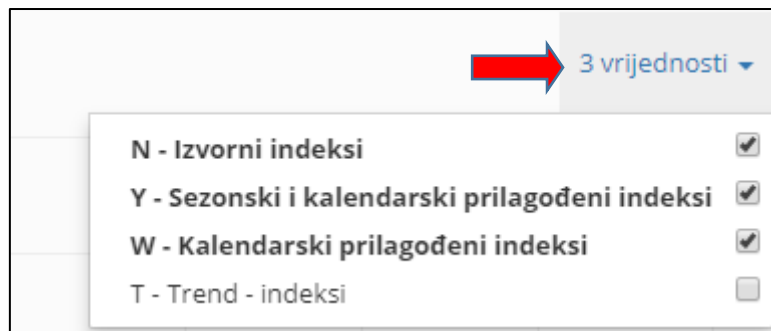 3 vrijednosti
N - Izvorni indeksi
Y - Sezonski i kalendarski prilagođeni indeksi
W - Kalendarski prilagođeni indeksi
T - Trend - indeksi